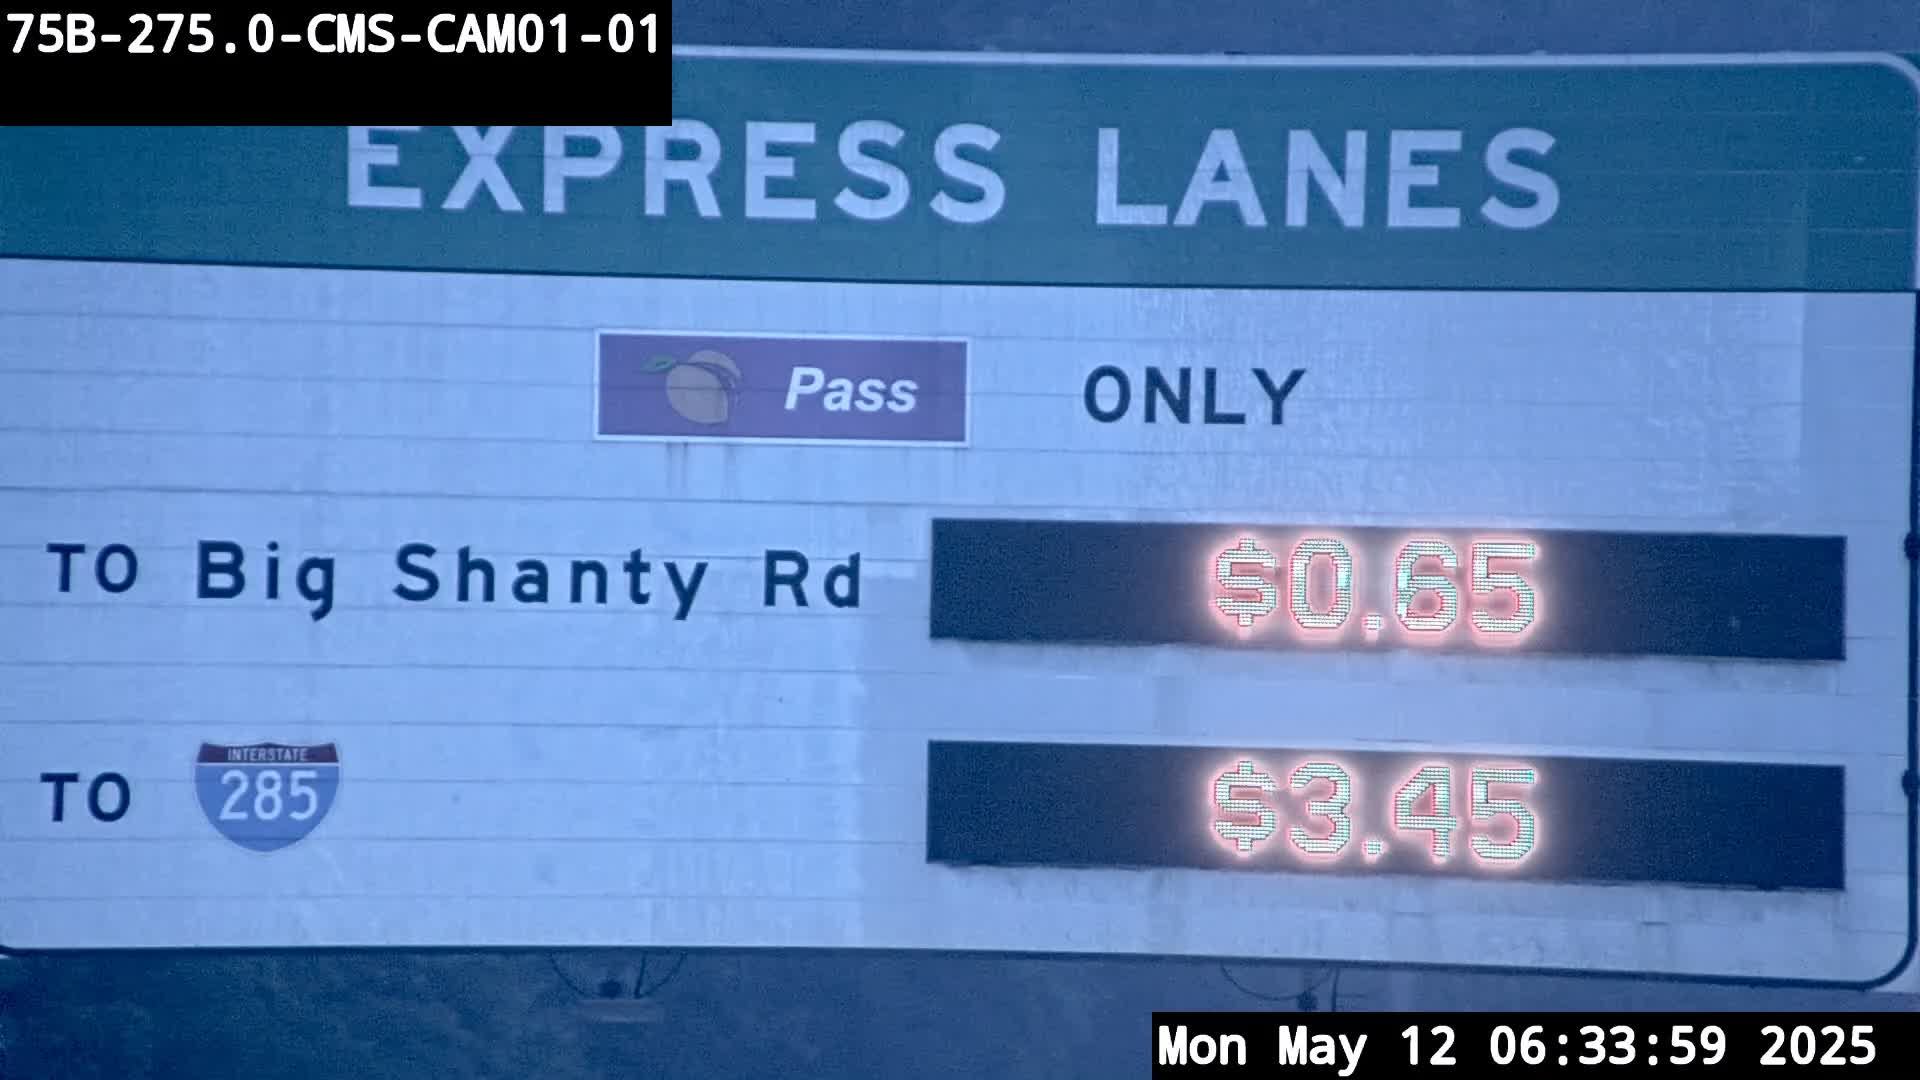 75B-275.0-CMS-CAM01-01
EXPRESS LANES
Pass ONLY
TO Big Shanty Rd $0.65
TO INTERSTATE 285 $3.45
Mon May 12 06:33:59 2025